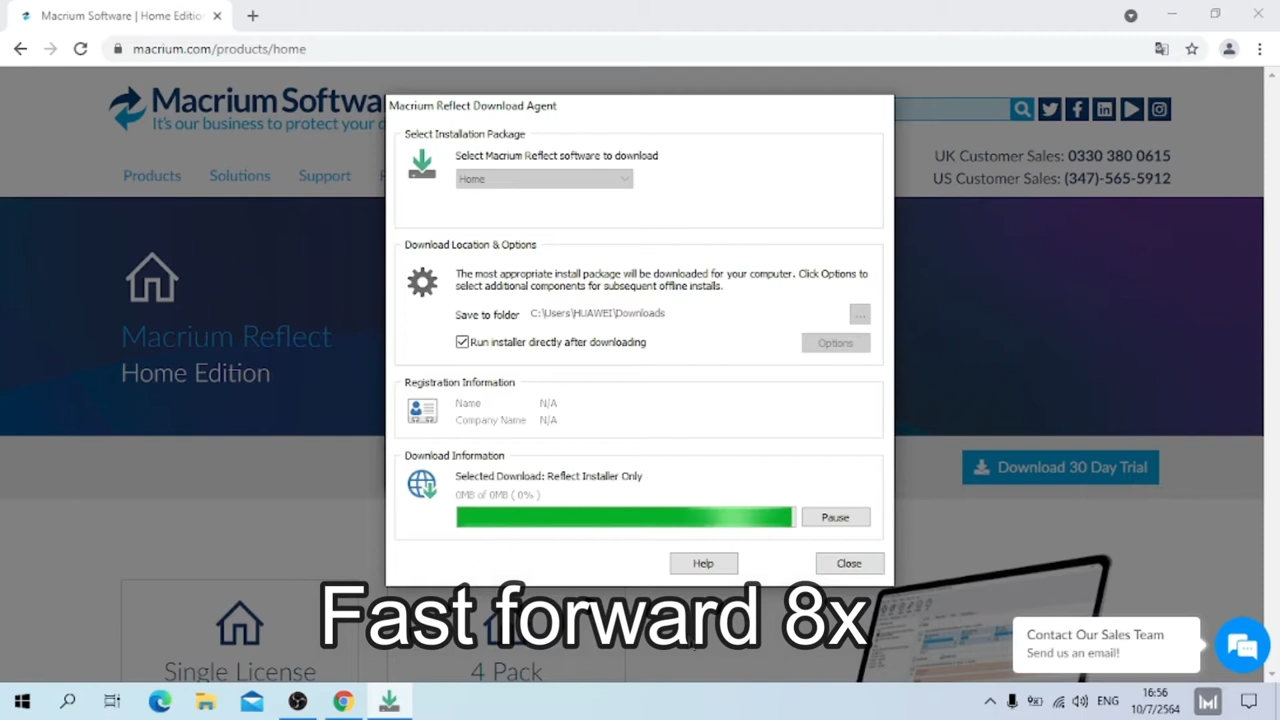 Macrium Software | Home Editio
macrium.com/products/home
Macrium Softwa
It's our business to protect your d
UK Customer Sales: 0330 380 0615
US Customer Sales: (347)-565-5912
Products Solutions Support
Macrium Reflect
Home Edition
Download 30 Day Trial
Macrium Reflect Download Agent
Select Installation Package
Select Macrium Reflect software to download
Home
Download Location & Options
The most appropriate install package will be downloaded for your computer. Click Options to
select additional components for subsequent offline installs.
Save to folder C:\Users\HUAWEI\Downloads ...
Run installer directly after downloading Options
Registration Information
Name N/A
Company Name N/A
Download Information
Selected Download: Reflect Installer Only
0MB of 0MB ( 0% )
Pause
Help Close
Fast forward 8x
Single License 4 Pack
Contact Our Sales Team
Send us an email!
ENG 16:56
10/7/2564